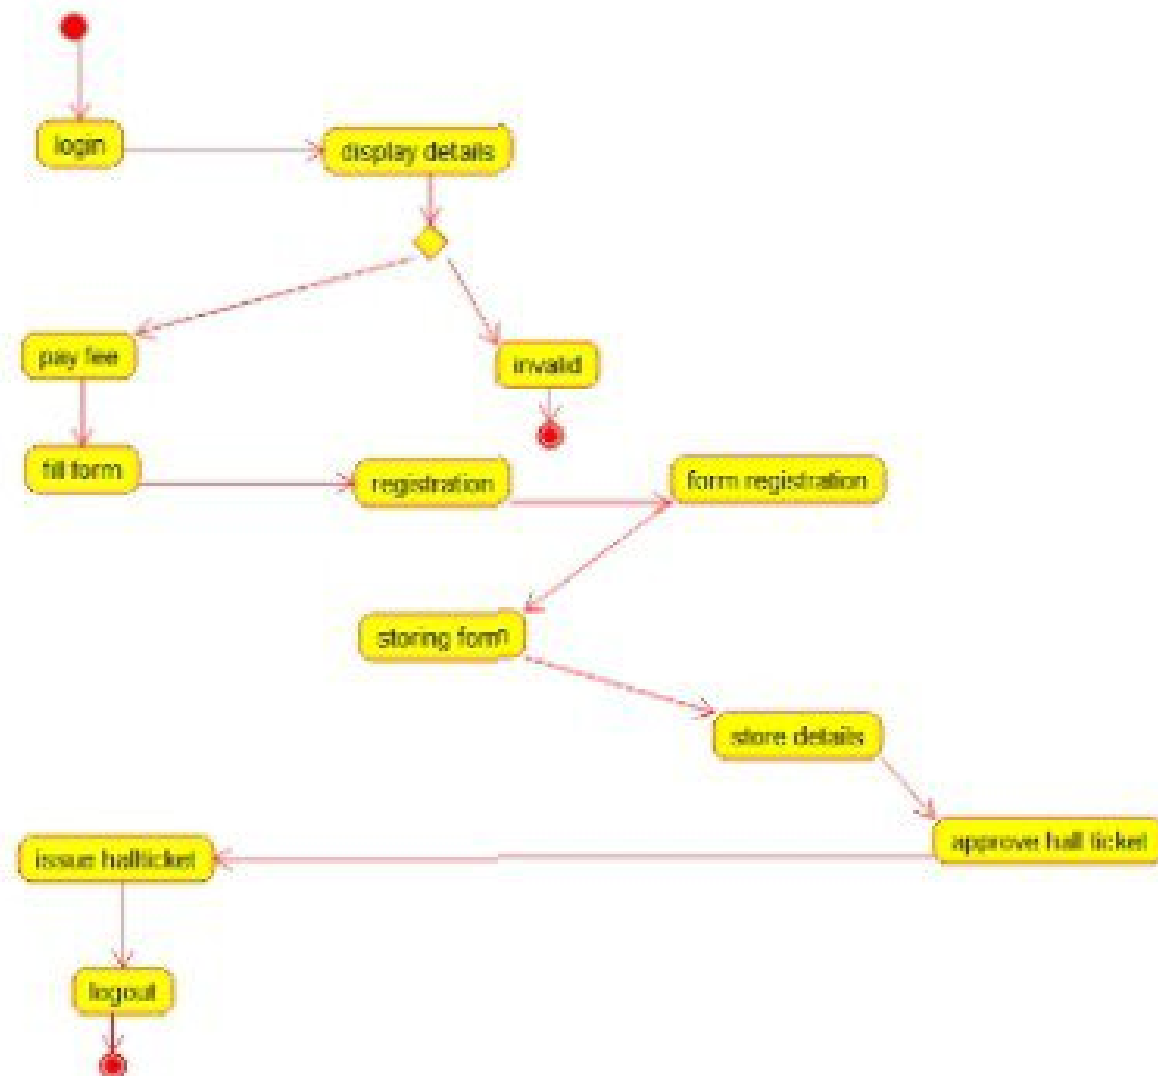 login
display details
pay fee
invalid
fill form
registration
form registration
storing form
store details
approve hall ticket
issue hallticket
logout